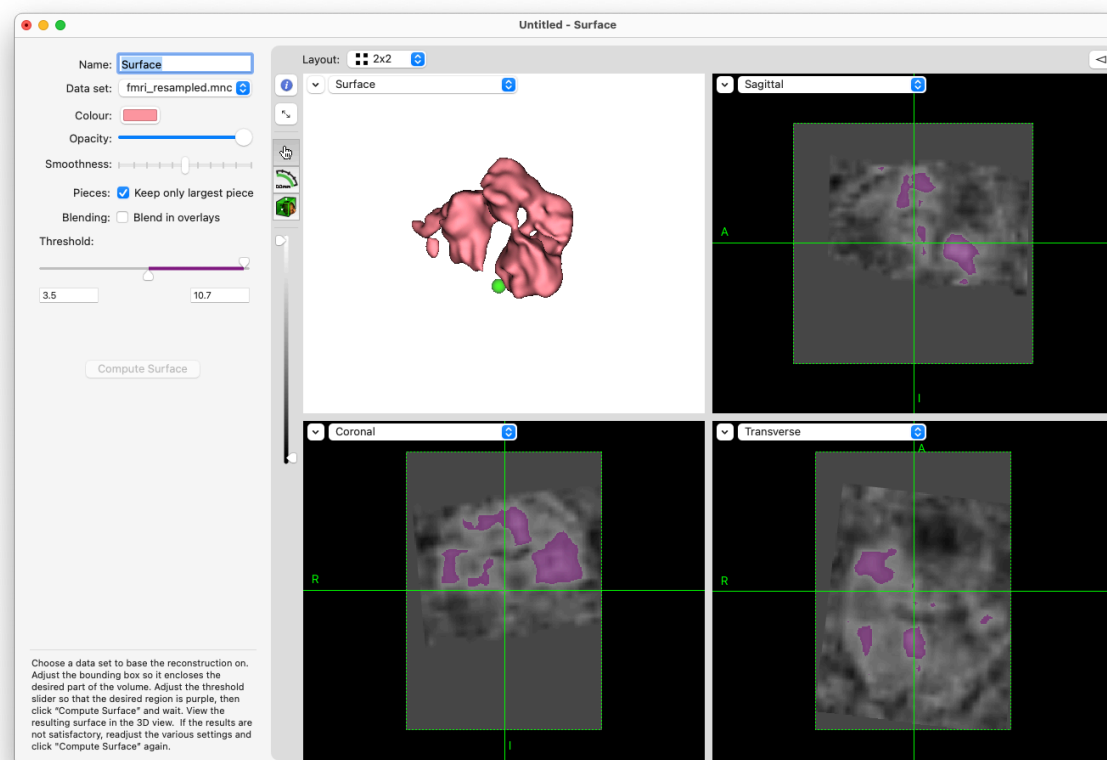 Untitled - Surface
Name: Surface
Data set: fmri_resampled.mnc
Colour:
Opacity:
Smoothness:
Pieces: Keep only largest piece
Blending: Blend in overlays
Threshold:
3.5 10.7
Compute Surface
Choose a data set to base the reconstruction on.
Adjust the bounding box so it encloses the
desired part of the volume. Adjust the threshold
slider so that the desired region is purple, then
click “Compute Surface” and wait. View the
resulting surface in the 3D view.  If the results are
not satisfactory, readjust the various settings and
click “Compute Surface” again.
Layout: 2x2
Surface
Sagittal
A
I
Coronal
R
I
Transverse
A
R